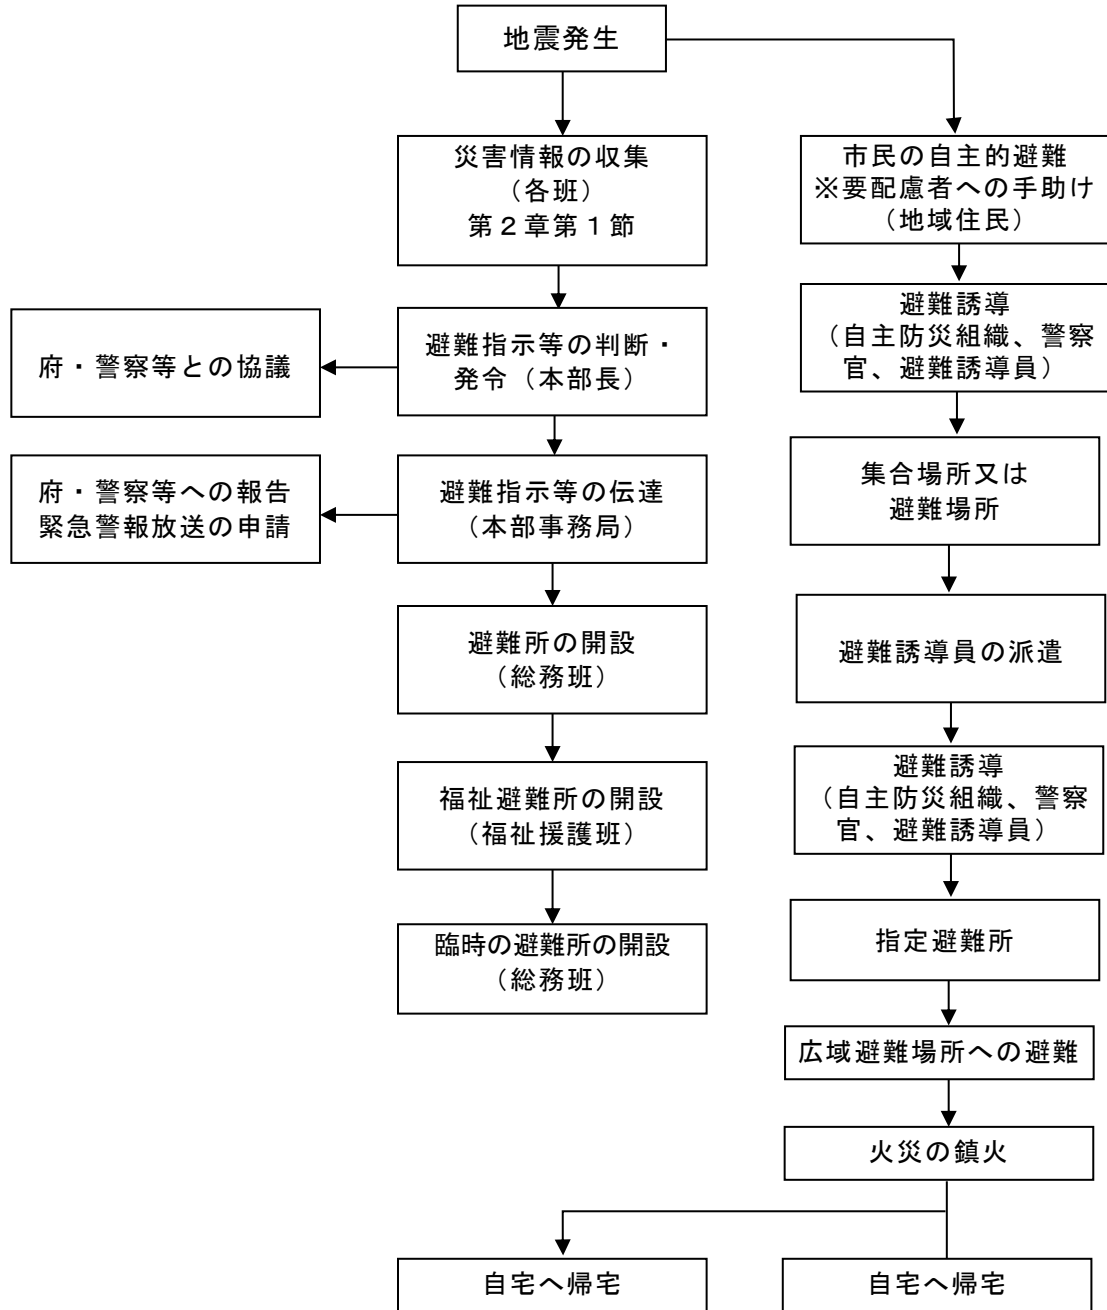 地震発生
災害情報の収集
（各班）
第２章第１節
市民の自主的避難
※要配慮者への手助け
（地域住民）
避難誘導
（自主防災組織、警察
官、避難誘導員）
府・警察等との協議
避難指示等の判断・
発令（本部長）
集合場所又は
避難場所
府・警察等への報告
緊急警報放送の申請
避難指示等の伝達
（本部事務局）
避難所の開設
（総務班）
避難誘導員の派遣
福祉避難所の開設
（福祉援護班）
避難誘導
（自主防災組織、警察
官、避難誘導員）
臨時の避難所の開設
（総務班）
指定避難所
広域避難場所への避難
火災の鎮火
自宅へ帰宅
自宅へ帰宅